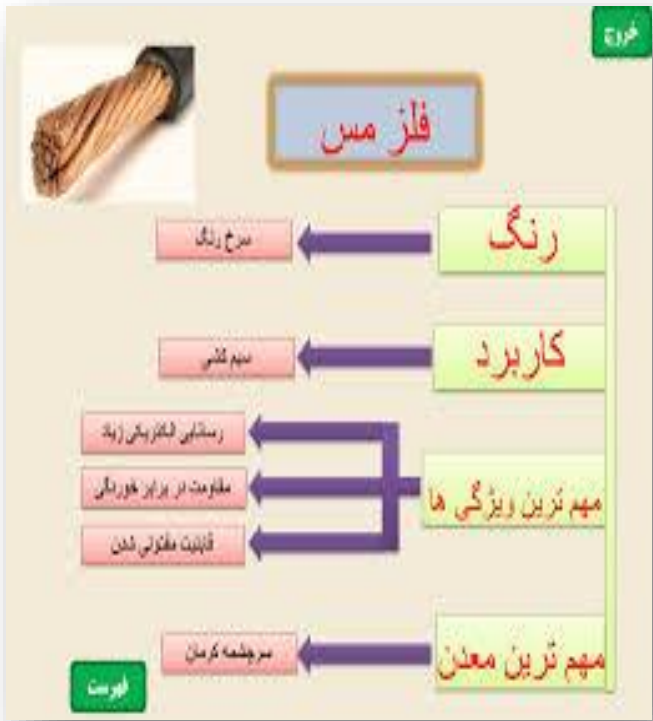 خروج
فلز مس
رنگ
سرخ رنگ
کاربرد
سیم کشی
مهم ترین ویژگی ها
رسانایی الکتریکی زیاد
مقاومت در برابر خوردگی
قابلیت مفتولی شدن
مهم ترین معدن
سرچشمه کرمان
فهرست